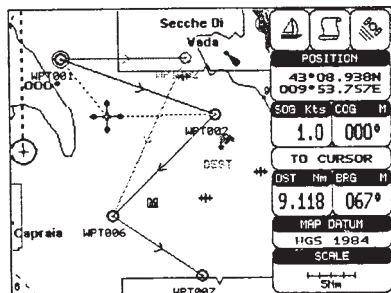 Secche Di
Vada
WPT001
WPT002
DEST
Capraia
WPT006
WPT007
POSITION
43°08.938N
009°53.757E
SOG Kts COG M
1.0 000°
TO CURSOR
DST Nm BRG M
9.118 067°
MAP DATUM
WGS 1984
SCALE
5Nm